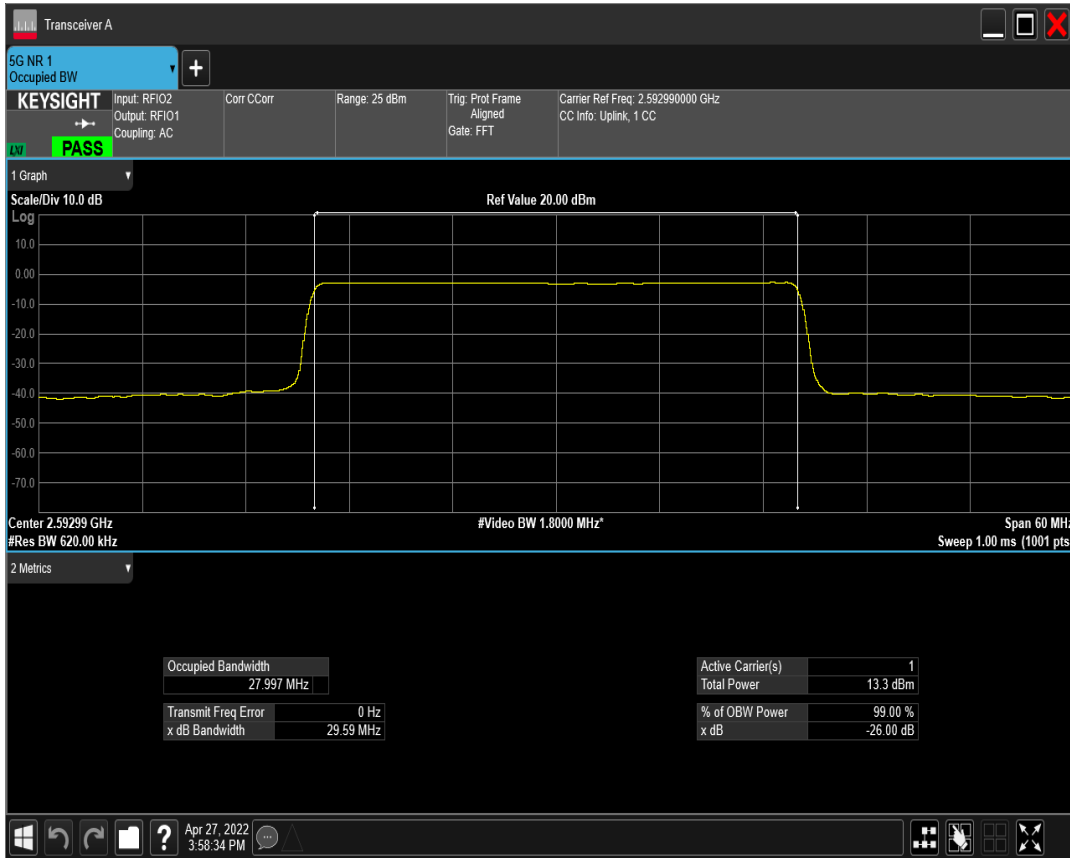 Transceiver A
5G NR 1
Occupied BW
KEYSIGHT
LXI
PASS
Input: RFIO2
Output: RFIO1
Coupling: AC
Corr CCorr
Range: 25 dBm
Trig: Prot Frame
Aligned
Gate: FFT
Carrier Ref Freq: 2.592990000 GHz
CC Info: Uplink, 1 CC
1 Graph
Scale/Div 10.0 dB
Ref Value 20.00 dBm
Log
10.0
0.00
-10.0
-20.0
-30.0
-40.0
-50.0
-60.0
-70.0
Center 2.59299 GHz
#Video BW 1.8000 MHz*
Span 60 MHz
#Res BW 620.00 kHz
Sweep 1.00 ms (1001 pts
2 Metrics
Occupied Bandwidth
27.997 MHz
Transmit Freq Error 0 Hz
x dB Bandwidth 29.59 MHz
Active Carrier(s) 1
Total Power 13.3 dBm
% of OBW Power 99.00 %
x dB -26.00 dB
Apr 27, 2022
3:58:34 PM